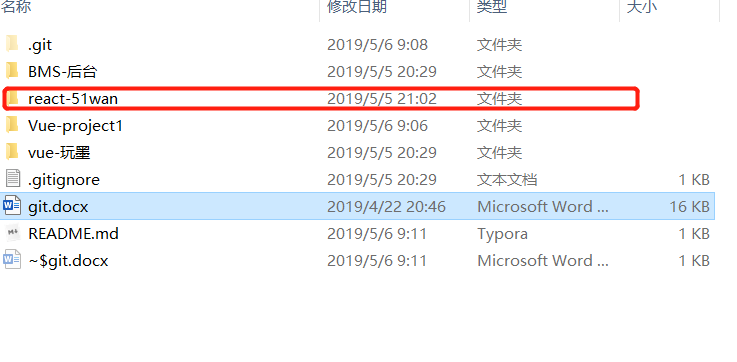 名称 修改日期 类型 大小
.git 2019/5/6 9:08 文件夹
BMS-后台 2019/5/5 20:29 文件夹
react-51wan 2019/5/5 21:02 文件夹
Vue-project1 2019/5/6 9:06 文件夹
vue-玩墨 2019/5/5 20:29 文件夹
.gitignore 2019/5/5 20:29 文本文档 1 KB
git.docx 2019/4/22 20:46 Microsoft Word ... 16 KB
README.md 2019/5/6 9:11 Typora 1 KB
~$git.docx 2019/5/6 9:11 Microsoft Word ... 1 KB